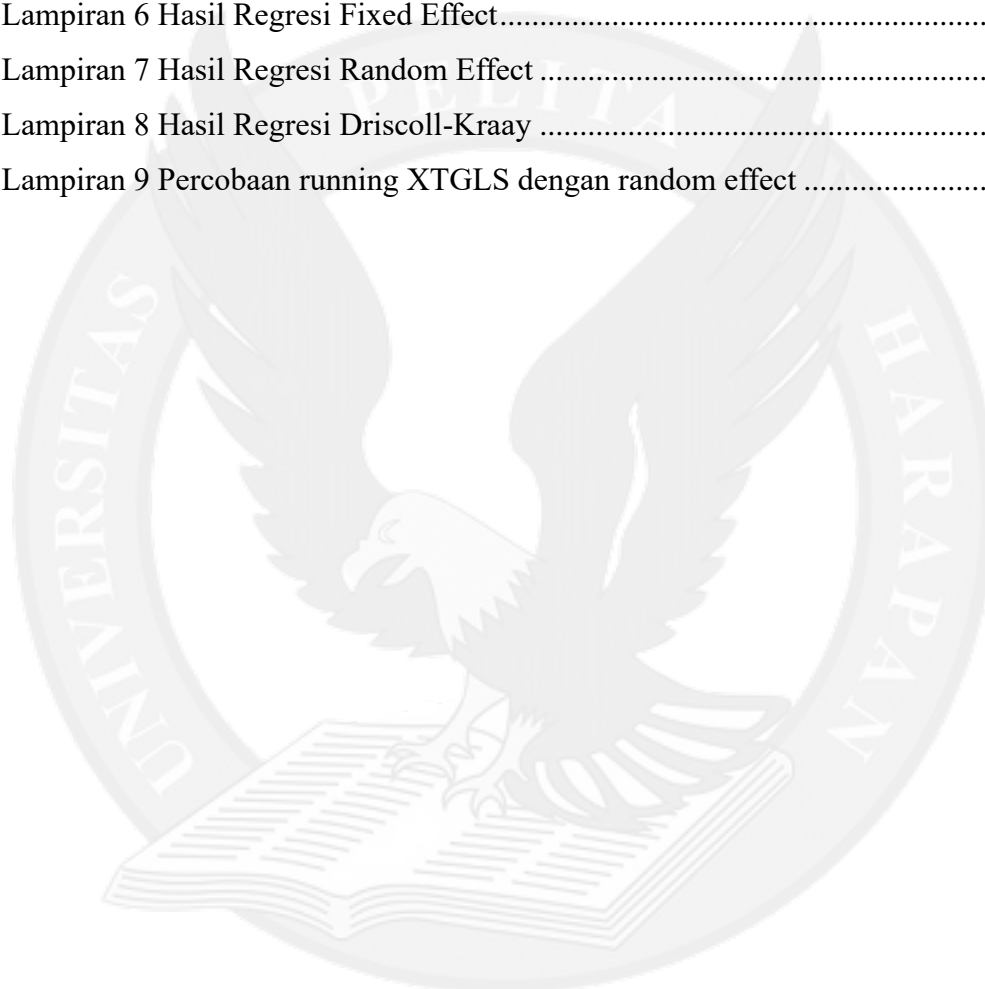 Lampiran 6 Hasil Regresi Fixed Effect..............................................................
Lampiran 7 Hasil Regresi Random Effect .........................................................
Lampiran 8 Hasil Regresi Driscoll-Kraay .........................................................
Lampiran 9 Percobaan running XTGLS dengan random effect .......................
UNIVERSITAS PELITA HARAPAN